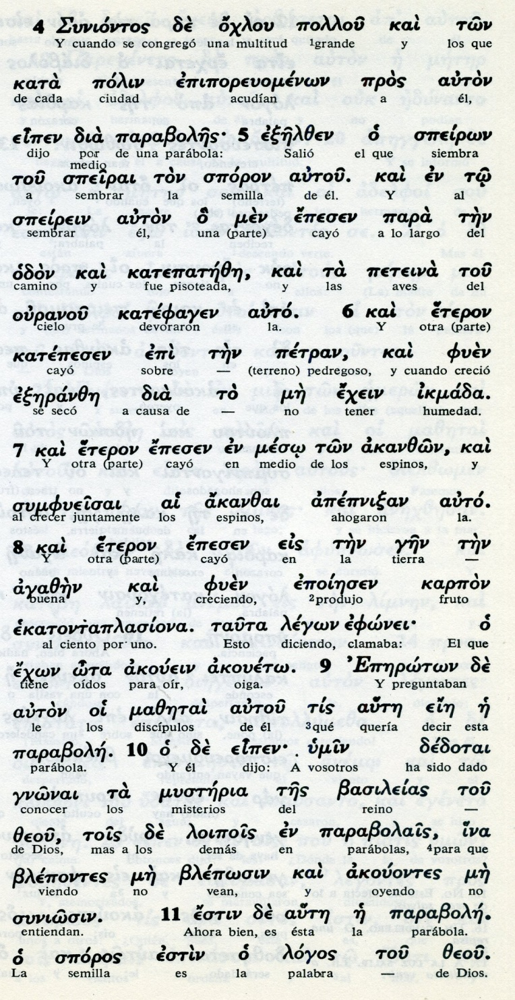 4 Συνιόντος δὲ ὄχλου πολλοῦ καὶ τῶν
Y cuando se congregó una multitud ¹grande y los que
κατὰ πόλιν ἐπιπορευομένων πρὸς αὐτὸν
de cada ciudad acudían a él,
εἶπεν διὰ παραβολῆς· 5 ἐξῆλθεν ὁ σπείρων
dijo por de una parábola: Salió el que siembra
medio
τοῦ σπεῖραι τὸν σπόρον αὐτοῦ. καὶ ἐν τῷ
a sembrar la semilla de él. Y al
σπείρειν αὐτὸν ὃ μὲν ἔπεσεν παρὰ τὴν
sembrar él, una (parte) cayó a lo largo del
ὁδὸν καὶ κατεπατήθη, καὶ τὰ πετεινὰ τοῦ
camino y fue pisoteada, y las aves del
οὐρανοῦ κατέφαγεν αὐτό. 6 καὶ ἕτερον
cielo devoraron la. Y otra (parte)
κατέπεσεν ἐπὶ τὴν πέτραν, καὶ φυὲν
cayó sobre — (terreno) pedregoso, y cuando creció
ἐξηράνθη διὰ τὸ μὴ ἔχειν ἰκμάδα.
se secó a causa de — no tener humedad.
7 καὶ ἕτερον ἔπεσεν ἐν μέσῳ τῶν ἀκανθῶν, καὶ
Y otra (parte) cayó en medio de los espinos, y
συμφυεῖσαι αἱ ἄκανθαι ἀπέπνιξαν αὐτό.
al crecer juntamente los espinos, ahogaron la.
8 καὶ ἕτερον ἔπεσεν εἰς τὴν γῆν τὴν
Y otra (parte) cayó en la tierra —
ἀγαθὴν καὶ φυὲν ἐποίησεν καρπὸν
buena y, creciendo, ²produjo fruto
ἑκατονταπλασίονα. ταῦτα λέγων ἐφώνει· ὁ
al ciento por uno. Esto diciendo, clamaba: El que
ἔχων ὦτα ἀκούειν ἀκουέτω. 9 Ἐπηρώτων δὲ
tiene oídos para oír, oiga. Y preguntaban
αὐτὸν οἱ μαθηταὶ αὐτοῦ τίς αὕτη εἴη ἡ
le los discípulos de él ³qué quería decir esta
παραβολή. 10 ὁ δὲ εἶπεν· ὑμῖν δέδοται
parábola. Y él dijo: A vosotros ha sido dado
γνῶναι τὰ μυστήρια τῆς βασιλείας τοῦ
conocer los misterios del reino —
θεοῦ, τοῖς δὲ λοιποῖς ἐν παραβολαῖς, ἵνα
de Dios, mas a los demás en parábolas, ⁴para que
βλέποντες μὴ βλέπωσιν καὶ ἀκούοντες μὴ
viendo no vean, y oyendo no
συνιῶσιν. 11 ἔστιν δὲ αὕτη ἡ παραβολή.
entiendan. Ahora bien, es ésta la parábola:
ὁ σπόρος ἐστὶν ὁ λόγος τοῦ θεοῦ.
La semilla es la palabra — de Dios.